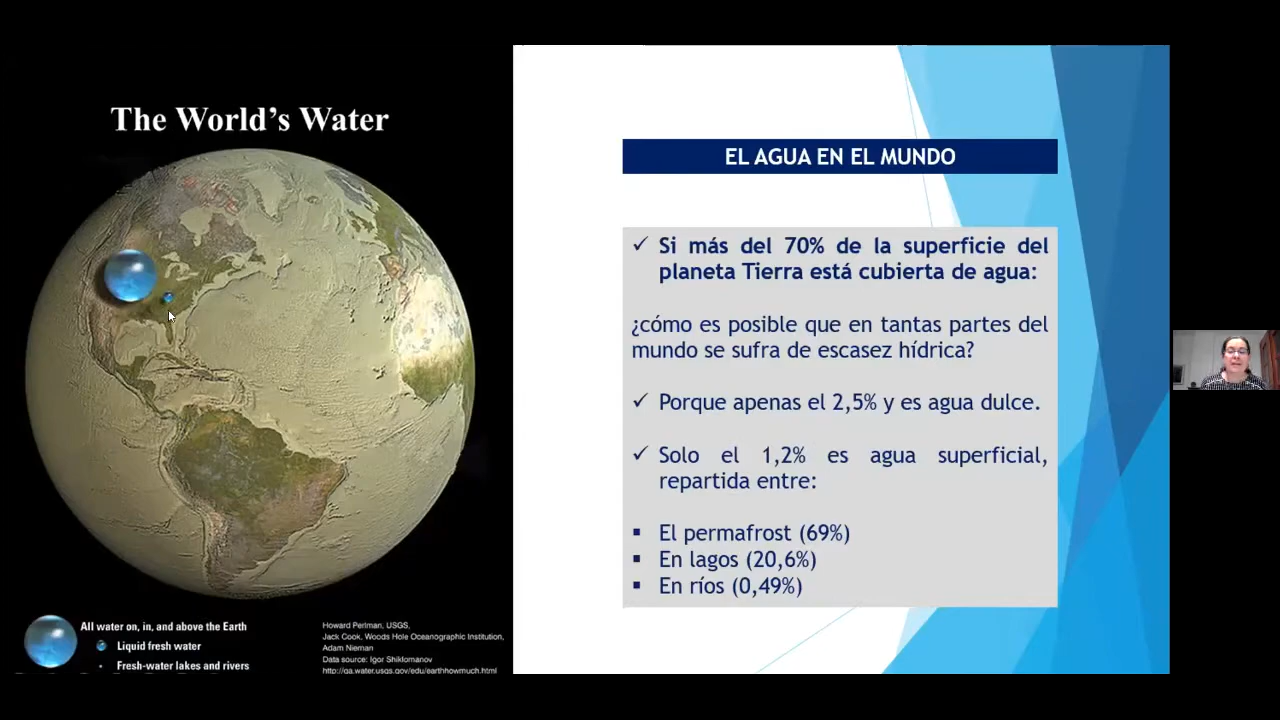 The World's Water
All water on, in, and above the Earth
Liquid fresh water
Fresh-water lakes and rivers
Howard Perlman, USGS,
Jack Cook, Woods Hole Oceanographic Institution,
Adam Nieman
Data source: Igor Shiklomanov
http://ga.water.usgs.gov/edu/earthhowmuch.html
EL AGUA EN EL MUNDO
✓ Si más del 70% de la superficie del
planeta Tierra está cubierta de agua:
¿cómo es posible que en tantas partes del
mundo se sufra de escasez hídrica?
✓ Porque apenas el 2,5% y es agua dulce.
✓ Solo el 1,2% es agua superficial,
repartida entre:
▪ El permafrost (69%)
▪ En lagos (20,6%)
▪ En ríos (0,49%)